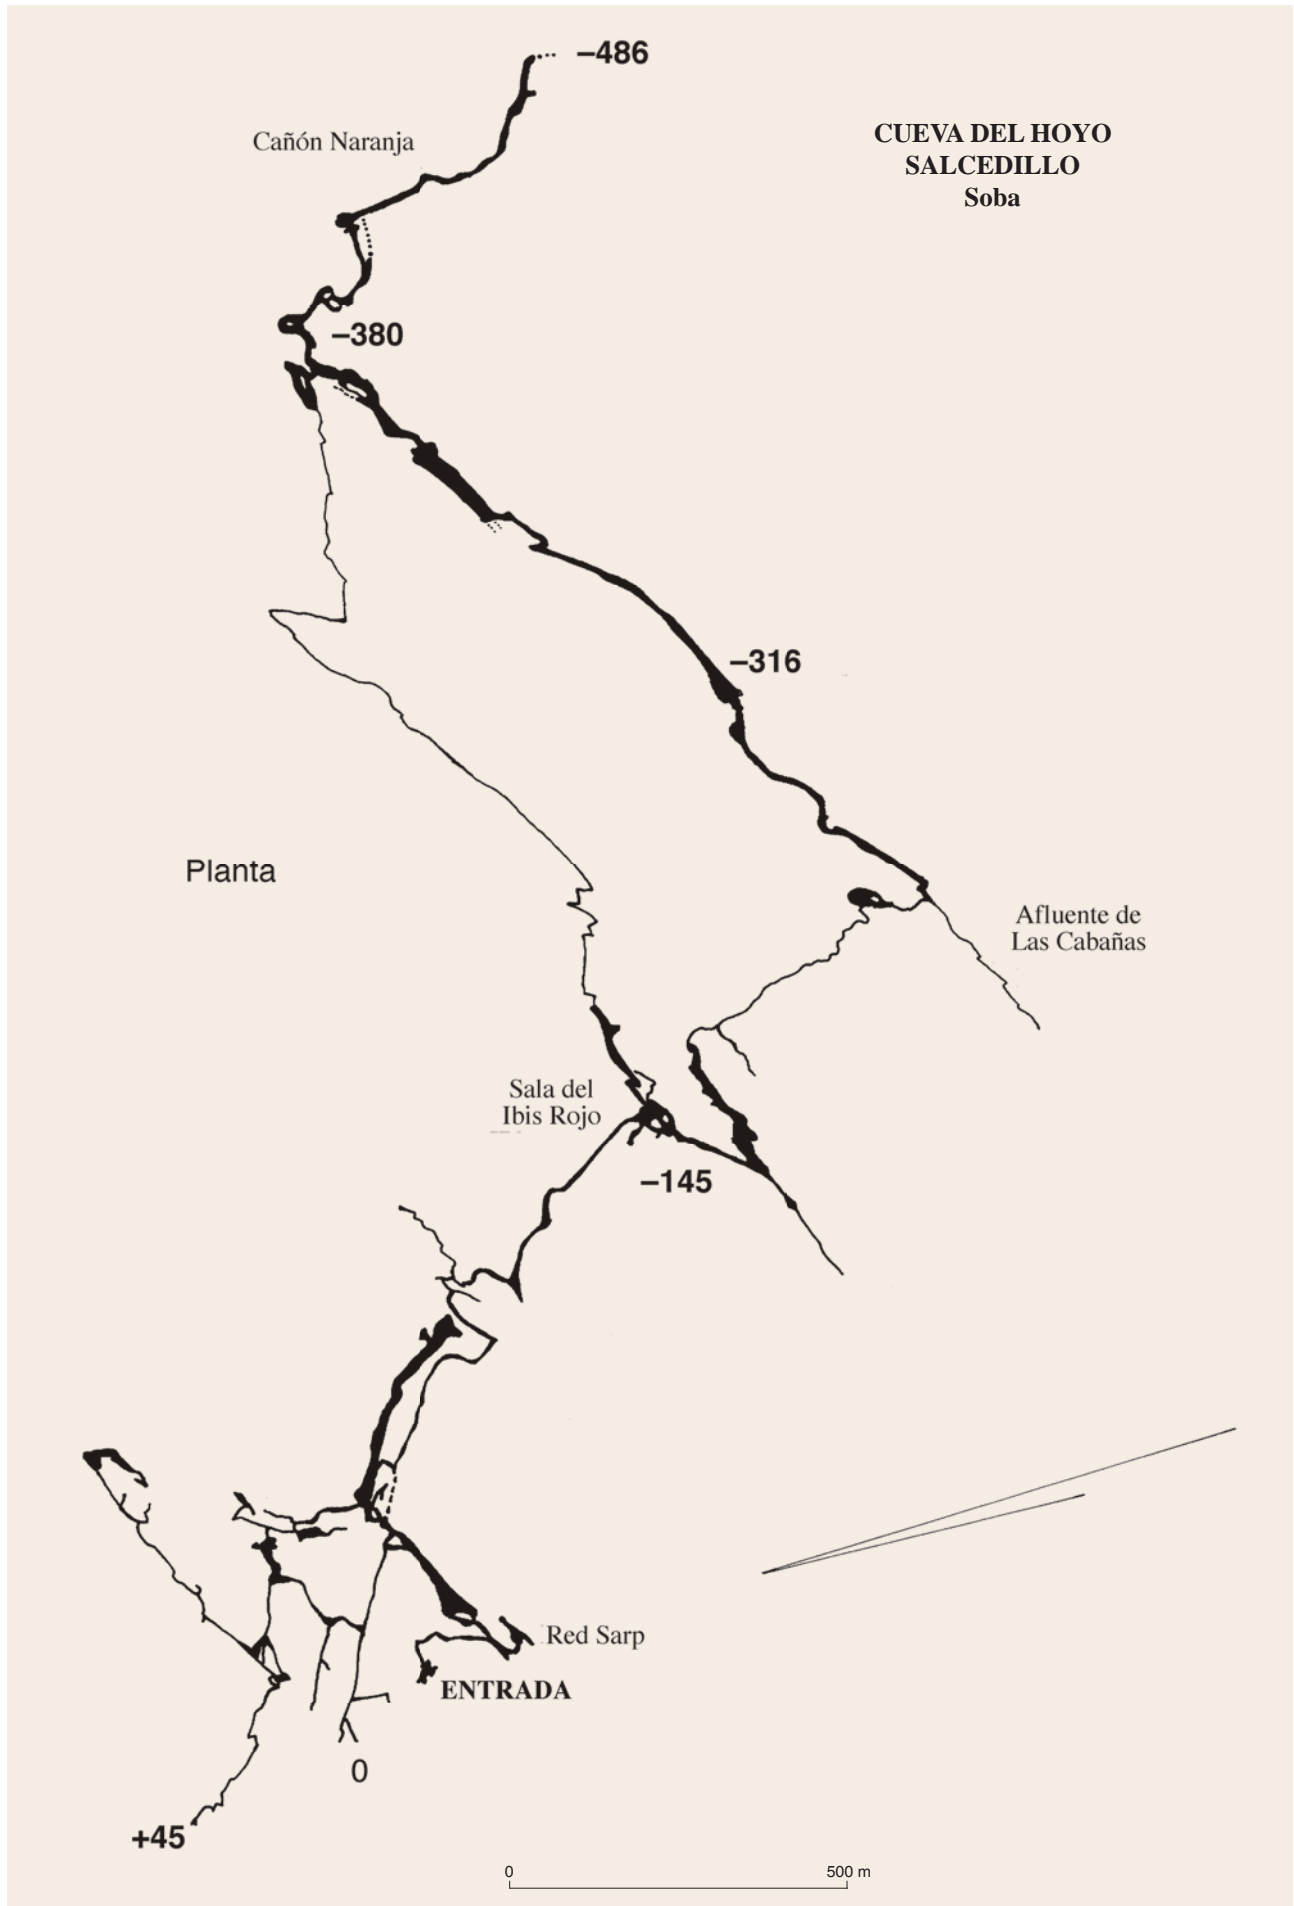 –486
Cañón Naranja
CUEVA DEL HOYO
SALCEDILLO
Soba
–380
–316
Planta
Afluente de
Las Cabañas
Sala del
Ibis Rojo
–145
Red Sarp
ENTRADA
0
+45
0 500 m